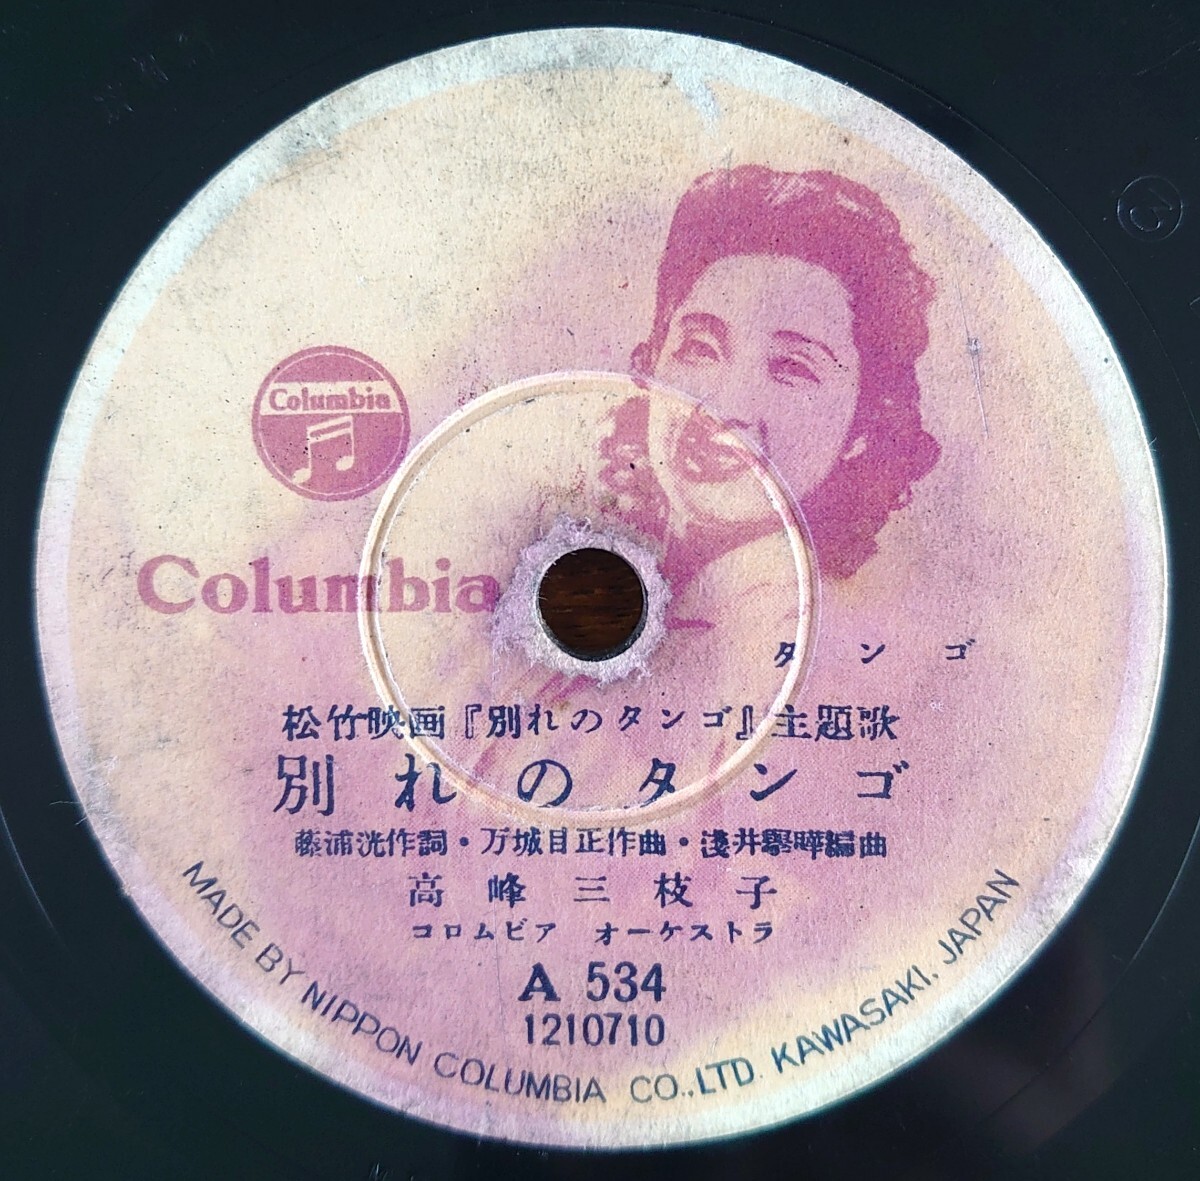 Columbia
Columbia
タンゴ
松竹映画『別れのタンゴ』主題歌
別れのタンゴ
藤浦洸作詞・万城目正作曲・淺井擧曄編曲
高峰三枝子
コロムビア オーケストラ
A 534
1210710
MADE BY NIPPON COLUMBIA CO.,LTD. KAWASAKI, JAPAN